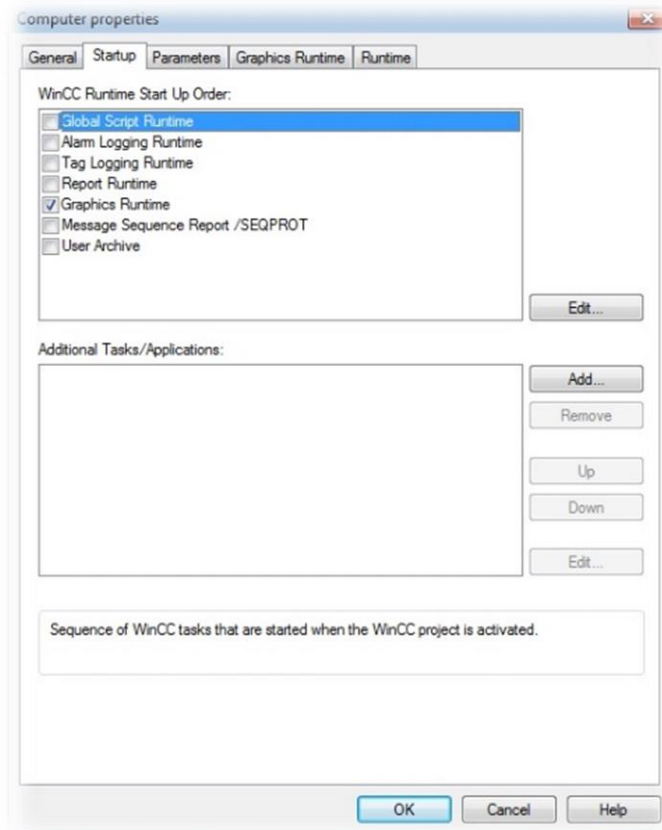 Computer properties
General Startup Parameters Graphics Runtime Runtime
WinCC Runtime Start Up Order:
Global Script Runtime
Alarm Logging Runtime
Tag Logging Runtime
Report Runtime
Graphics Runtime
Message Sequence Report /SEQPROT
User Archive
Edit...
Additional Tasks/Applications:
Add...
Remove
Up
Down
Edit...
Sequence of WinCC tasks that are started when the WinCC project is activated.
OK Cancel Help